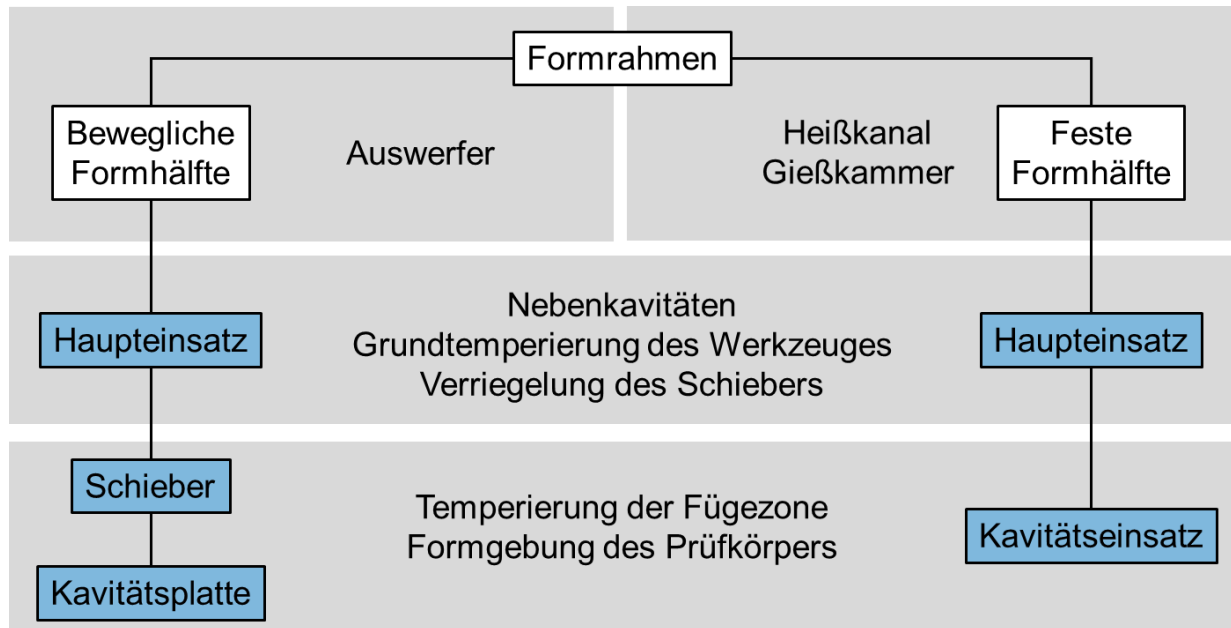 Formrahmen
Bewegliche
Formhälfte
Auswerfer
Heißkanal
Gießkammer
Feste
Formhälfte
Haupteinsatz
Nebenkavitäten
Grundtemperierung des Werkzeuges
Verriegelung des Schiebers
Haupteinsatz
Schieber
Temperierung der Fügezone
Formgebung des Prüfkörpers
Kavitätseinsatz
Kavitätsplatte